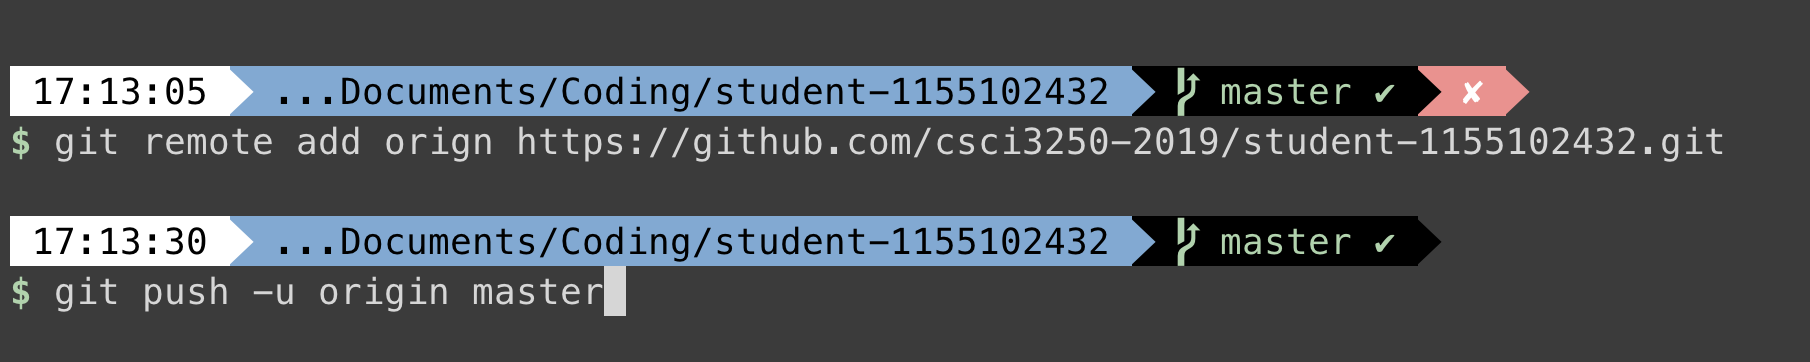 17:13:05 ...Documents/Coding/student-1155102432 master ✔ ✘
$ git remote add orign https://github.com/csci3250-2019/student-1155102432.git
17:13:30 ...Documents/Coding/student-1155102432 master ✔
$ git push -u origin master